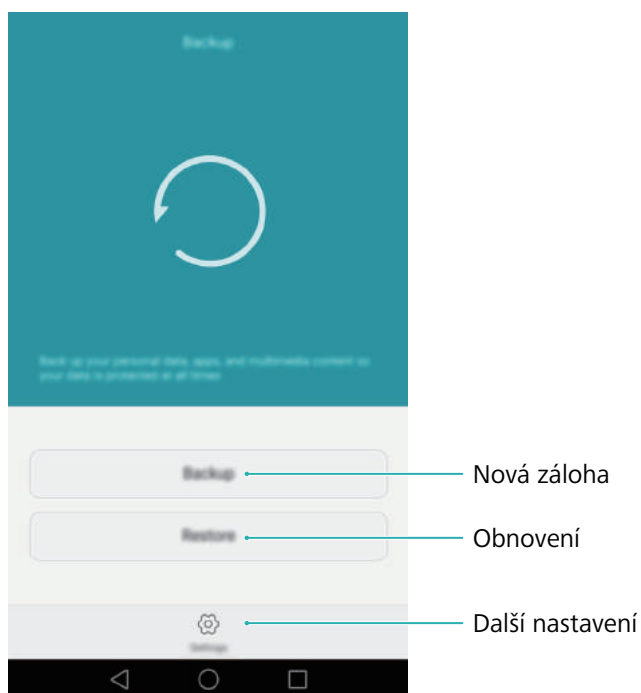 Backup
Back up your personal data, apps, and multimedia content so
your data is protected at all times
Backup
Nová záloha
Restore
Obnovení
Settings
Další nastavení